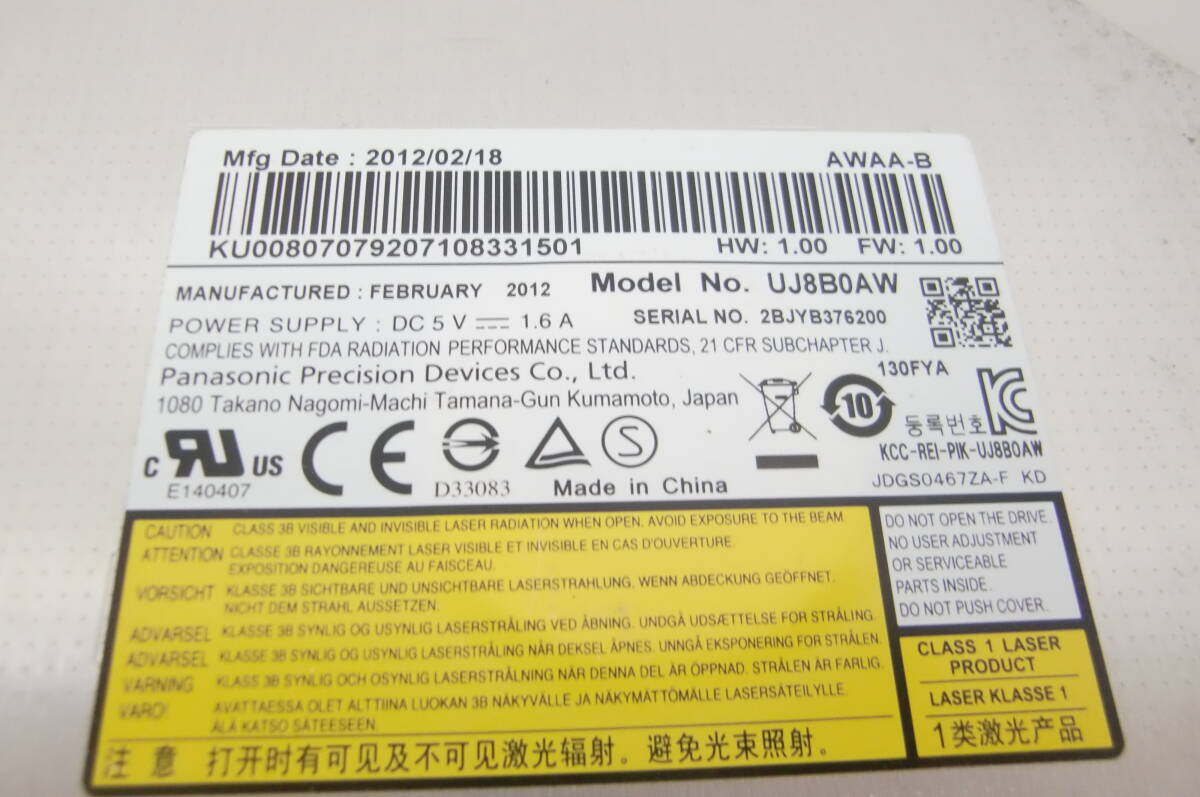 Mfg Date : 2012/02/18 AWAA-B
KU00807079207108331501 HW: 1.00 FW: 1.00
MANUFACTURED : FEBRUARY 2012 Model No. UJ8B0AW
POWER SUPPLY : DC 5 V 1.6 A SERIAL NO. 2BJYB376200
COMPLIES WITH FDA RADIATION PERFORMANCE STANDARDS, 21 CFR SUBCHAPTER J.
Panasonic Precision Devices Co., Ltd. 130FYA
1080 Takano Nagomi-Machi Tamana-Gun Kumamoto, Japan
10
등록번호
KCC-REI-PIK-UJ8B0AW
C US CE S
E140407 D33083 Made in China JDGS0467ZA-F KD
CAUTION CLASS 3B VISIBLE AND INVISIBLE LASER RADIATION WHEN OPEN. AVOID EXPOSURE TO THE BEAM.
ATTENTION CLASSE 3B RAYONNEMENT LASER VISIBLE ET INVISIBLE EN CAS D'OUVERTURE.
EXPOSITION DANGEREUSE AU FAISCEAU.
VORSICHT KLASSE 3B SICHTBARE UND UNSICHTBARE LASERSTRAHLUNG, WENN ABDECKUNG GEÖFFNET.
NICHT DEM STRAHL AUSSETZEN.
ADVARSEL KLASSE 3B SYNLIG OG USYNLIG LASERSTRÅLING VED ÅBNING. UNDGÅ UDSÆTTELSE FOR STRÅLING.
ADVARSEL KLASSE 3B SYNLIG OG USYNLIG LASERSTRÅLING NÅR DEKSEL ÅPNES. UNNGÅ EKSPONERING FOR STRÅLEN.
VARNING KLASS 3B SYNLIG OCH OSYNLIG LASERSTRÅLNING NÄR DENNA DEL ÄR ÖPPNAD. STRÅLEN ÄR FARLIG.
VARO! AVATTAESSA OLET ALTTIINA LUOKAN 3B NÄKYVÄLLE JA NÄKYMÄTTÖMÄLLE LASERSÄTEILYLLE.
ÄLÄ KATSO SÄTEESEEN.
注意 打开时有可见及不可见激光辐射。避免光束照射。
DO NOT OPEN THE DRIVE.
NO USER ADJUSTMENT
OR SERVICEABLE
PARTS INSIDE.
DO NOT PUSH COVER.
CLASS 1 LASER
PRODUCT
LASER KLASSE 1
1类激光产品